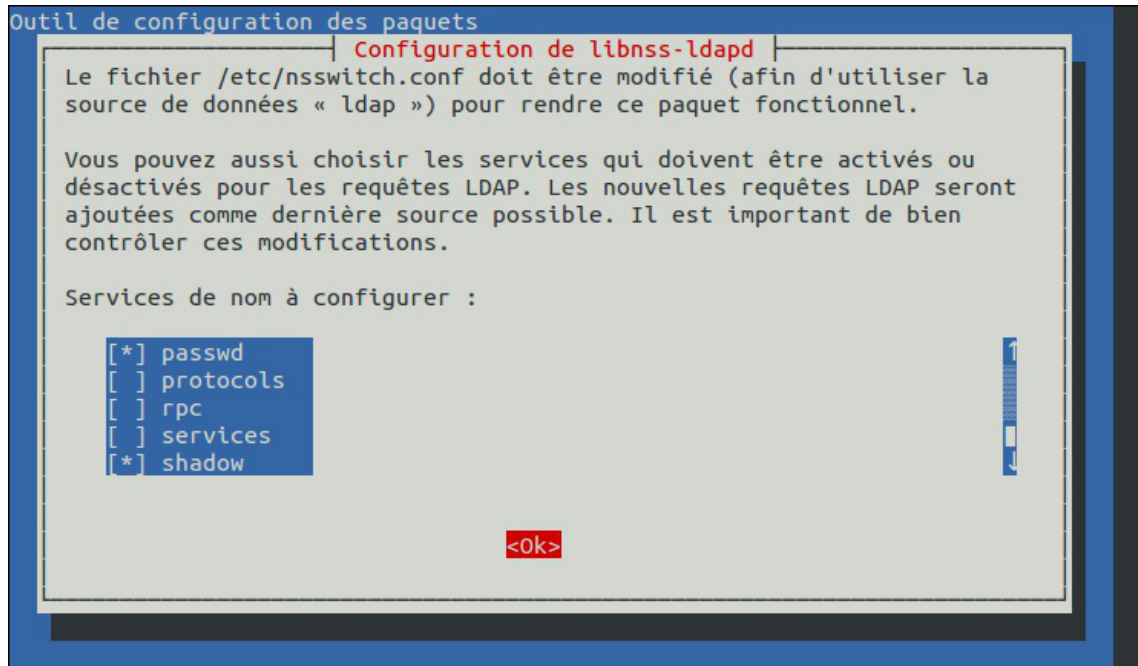 Outil de configuration des paquets
Configuration de libnss-ldapd
Le fichier /etc/nsswitch.conf doit être modifié (afin d'utiliser la
source de données « ldap ») pour rendre ce paquet fonctionnel.
Vous pouvez aussi choisir les services qui doivent être activés ou
désactivés pour les requêtes LDAP. Les nouvelles requêtes LDAP seront
ajoutées comme dernière source possible. Il est important de bien
contrôler ces modifications.
Services de nom à configurer :
[*] passwd
[ ] protocols
[ ] rpc
[ ] services
[*] shadow
<Ok>